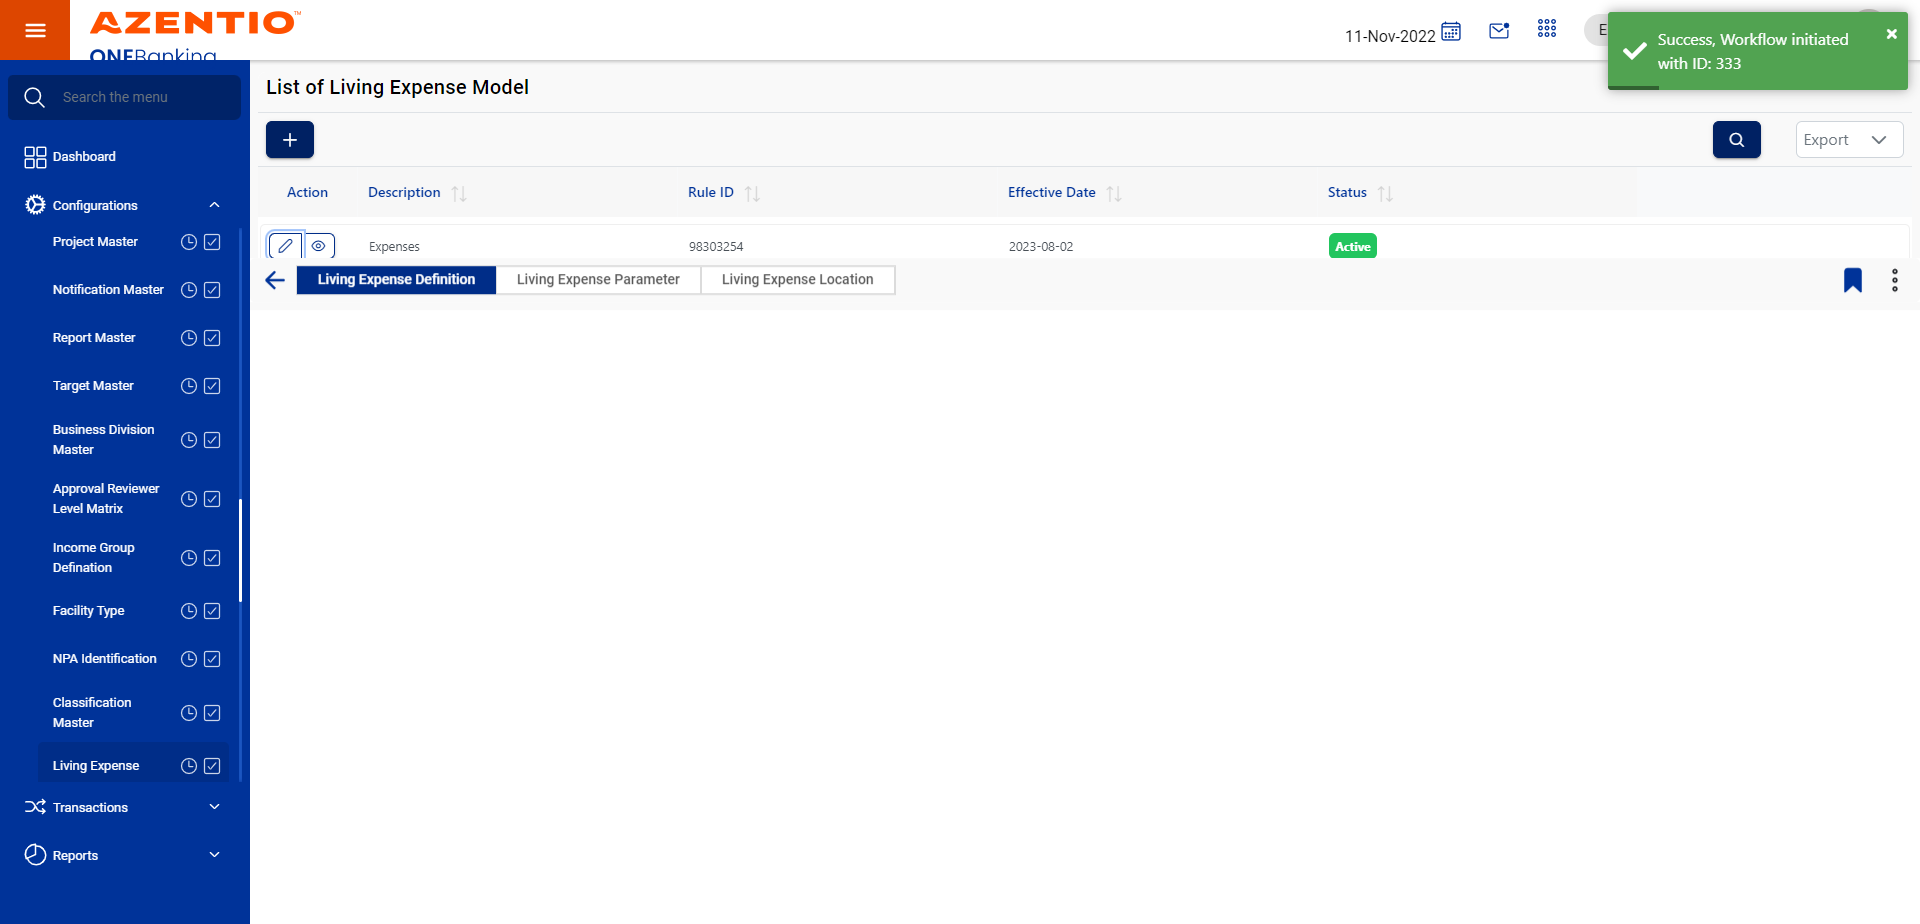 AZENTIO™
ONEBanking
11-Nov-2022
E
Success, Workflow initiated
with ID: 333
Search the menu
Dashboard
Configurations
Project Master
Notification Master
Report Master
Target Master
Business Division
Master
Approval Reviewer
Level Matrix
Income Group
Defination
Facility Type
NPA Identification
Classification
Master
Living Expense
Transactions
Reports
List of Living Expense Model
Export
Action Description Rule ID Effective Date Status
Expenses 98303254 2023-08-02 Active
Living Expense Definition Living Expense Parameter Living Expense Location